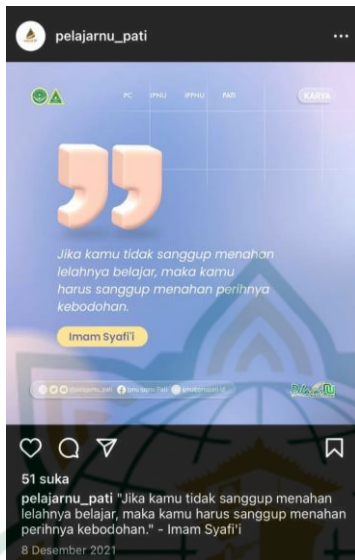 pelajarnu_pati
PC IPNU IPPNU PATI
KARYA
Jika kamu tidak sanggup menahan
lelahnya belajar, maka kamu
harus sanggup menahan perihnya
kebodohan.
Imam Syafi'i
51 suka
pelajarnu_pati "Jika kamu tidak sanggup menahan
lelahnya belajar, maka kamu harus sanggup menahan
perihnya kebodohan." - Imam Syafi'i
8 Desember 2021